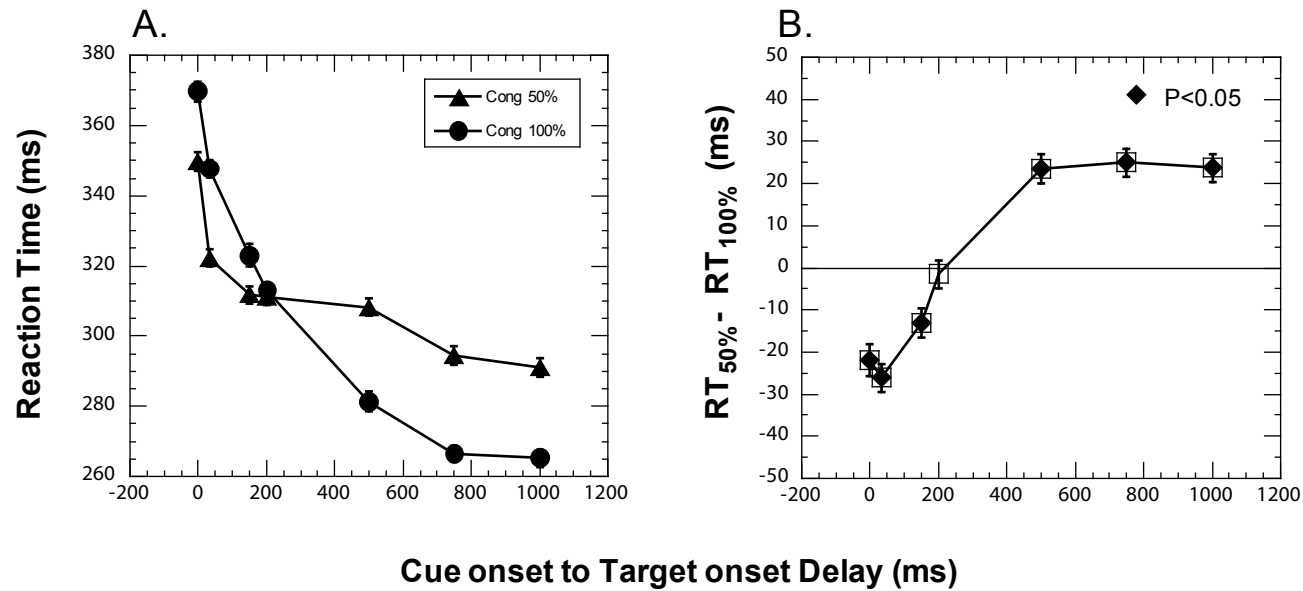 A.
380
360
340
320
300
280
260
-200 0 200 400 600 800 1000 1200
Reaction Time (ms)
Cong 50%
Cong 100%
B.
50
40
30
20
10
0
-10
-20
-30
-40
-50
-200 0 200 400 600 800 1000 1200
RT50% - RT100% (ms)
P<0.05
Cue onset to Target onset Delay (ms)